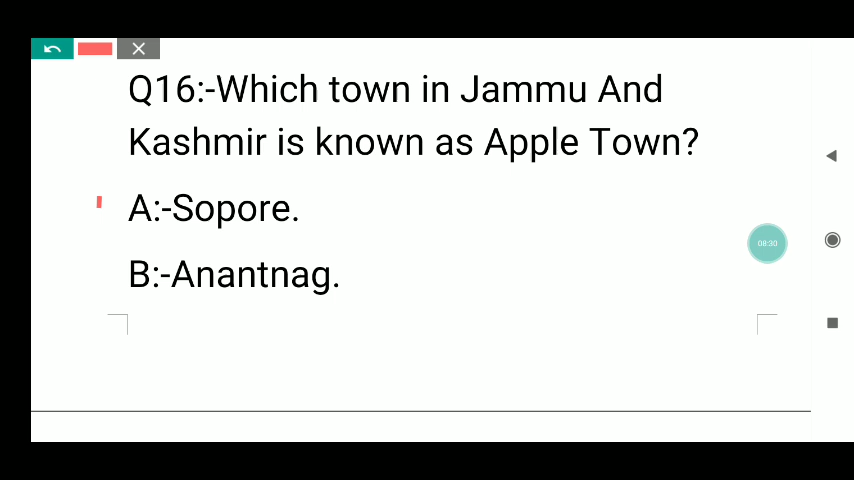 Q16:-Which town in Jammu And
Kashmir is known as Apple Town?
A:-Sopore.
08:30
B:-Anantnag.